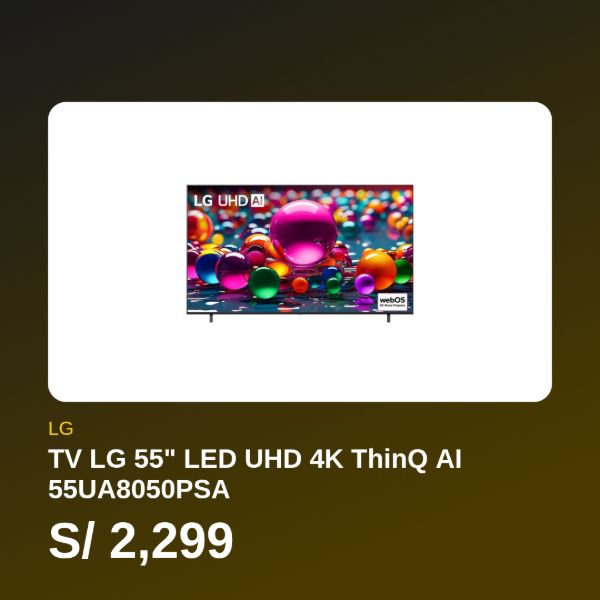 LG UHD AI
webOS
LG
TV LG 55" LED UHD 4K ThinQ AI
55UA8050PSA
S/ 2,299